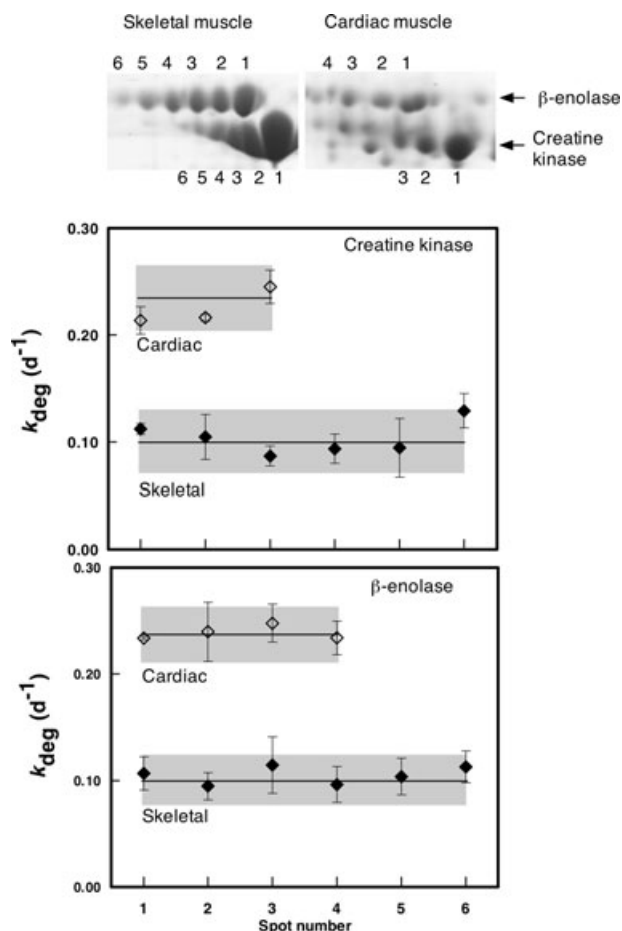 Skeletal muscle Cardiac muscle
6 5 4 3 2 1 4 3 2 1
β-enolase
Creatine
kinase
6 5 4 3 2 1 3 2 1
0.30
Creatine kinase
0.20
Cardiac
kdeg (d⁻¹)
0.10
Skeletal
0.00
0.30
β-enolase
0.20
Cardiac
kdeg (d⁻¹)
0.10
Skeletal
0.00
1 2 3 4 5 6
Spot number